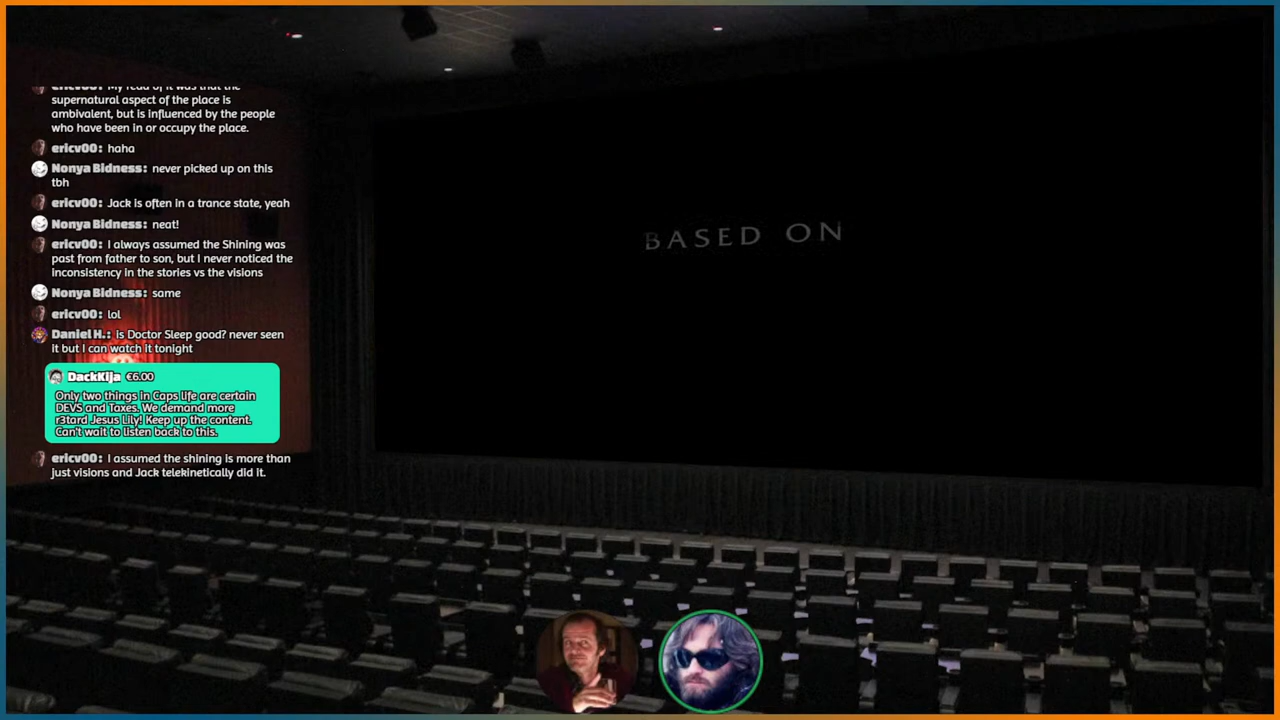 ericv00: My read of it was that the
supernatural aspect of the place is
ambivalent, but is influenced by the people
who have been in or occupy the place.
ericv00: haha
Nonya Bidness: never picked up on this
tbh
ericv00: Jack is often in a trance state, yeah
Nonya Bidness: neat!
ericv00: I always assumed the Shining was
past from father to son, but I never noticed the
inconsistency in the stories vs the visions
Nonya Bidness: same
ericv00: lol
Daniel H.: is Doctor Sleep good? never seen
it but I can watch it tonight
DackKija €6.00
Only two things in Caps life are certain
DEVS and Taxes. We demand more
r3tard Jesus Lily! Keep up the content.
Can't wait to listen back to this.
ericv00: I assumed the shining is more than
just visions and Jack telekinetically did it.
BASED ON